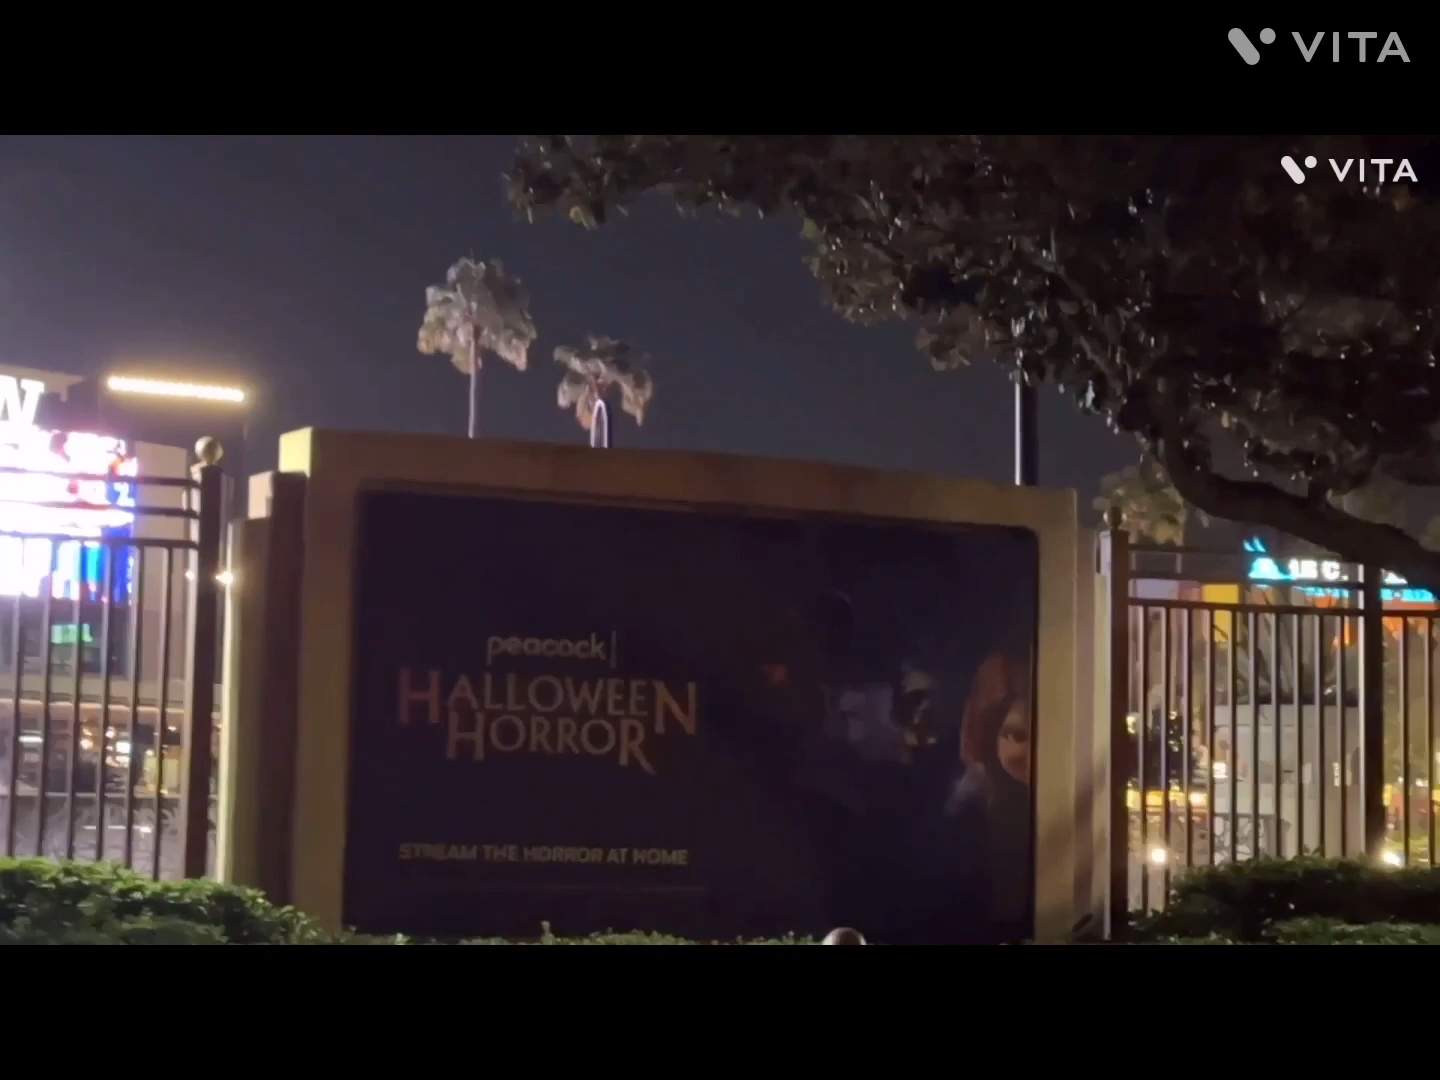 VITA
VITA
peacock
HALLOWEEN
HORROR
STREAM THE HORROR AT HOME